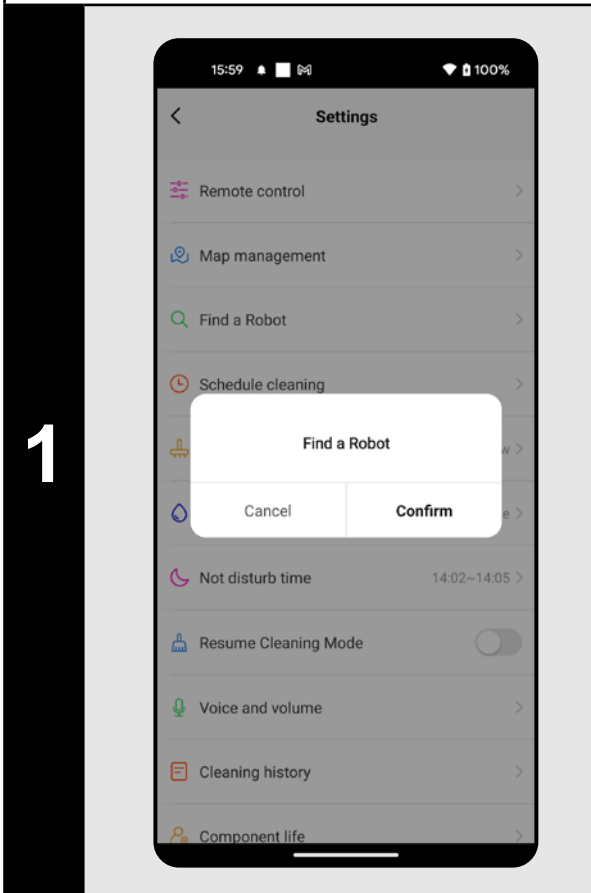 1
15:59 100%
Settings
Remote control
Map management
Find a Robot
Schedule cleaning
Find a Robot
w
Cancel Confirm
e
Not disturb time 14:02~14:05
Resume Cleaning Mode
Voice and volume
Cleaning history
Component life